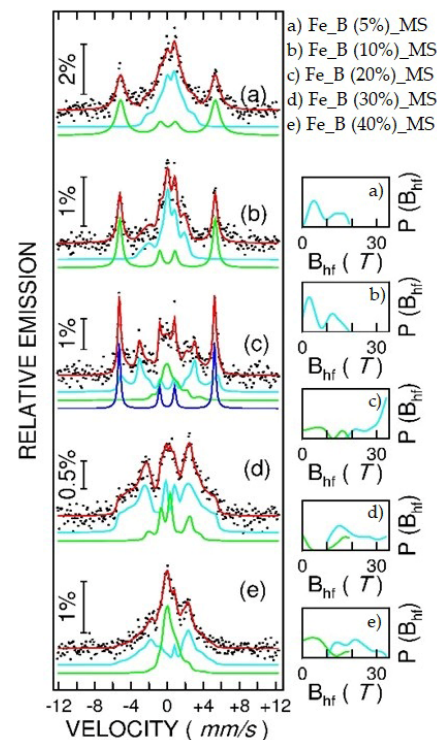 a) Fe_B (5%)_MS
b) Fe_B (10%)_MS
c) Fe_B (20%)_MS
d) Fe_B (30%)_MS
e) Fe_B (40%)_MS
RELATIVE EMISSION
2%
(a)
1%
(b)
1%
(c)
0.5%
(d)
1%
(e)
-12 -8 -4 0 +4 +8 +12
VELOCITY ( mm/s )
a)
P (Bhf)
0 30
Bhf ( T )
b)
P (Bhf)
0 30
Bhf ( T )
c)
P (Bhf)
0 30
Bhf ( T )
d)
P (Bhf)
0 30
Bhf ( T )
e)
P (Bhf)
0 30
Bhf ( T )